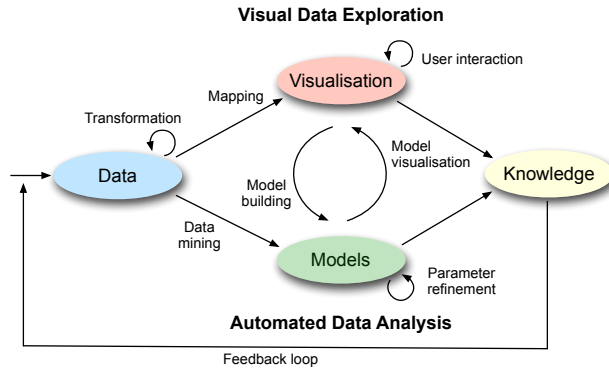 Visual Data Exploration
User interaction
Visualisation
Mapping
Transformation
Model
visualisation
Data
Knowledge
Model
building
Data
mining
Models
Parameter
refinement
Automated Data Analysis
Feedback loop